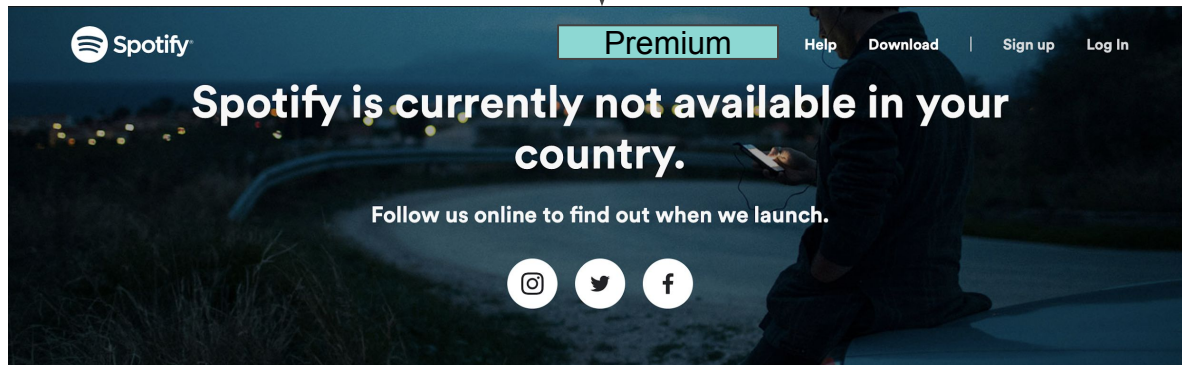 Spotify®
Premium
Help
Download
|
Sign up
Log In
Spotify is currently not available in your
country.
Follow us online to find out when we launch.